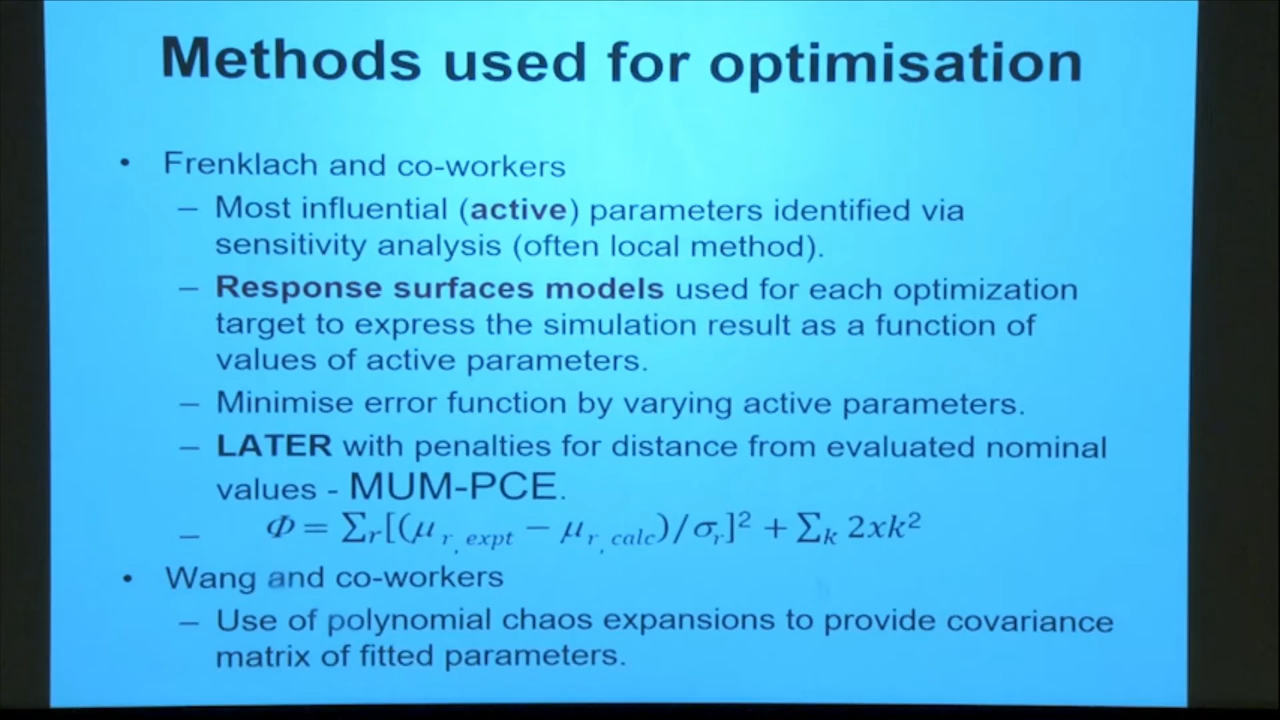 Methods used for optimisation
• Frenklach and co-workers
– Most influential (active) parameters identified via
sensitivity analysis (often local method).
– Response surfaces models used for each optimization
target to express the simulation result as a function of
values of active parameters.
– Minimise error function by varying active parameters.
– LATER with penalties for distance from evaluated nominal
values - MUM-PCE.
– Φ = ∑r[(μ r, expt − μ r, calc)/σr]² + ∑k 2xk²
• Wang and co-workers
– Use of polynomial chaos expansions to provide covariance
matrix of fitted parameters.